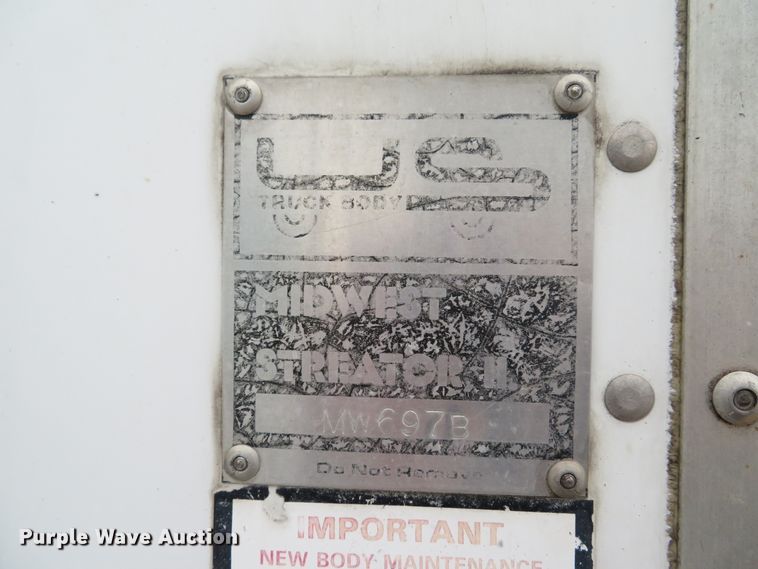 US
TRUCK BODY
MIDWEST
STREATOR IL
MW697B
Do Not Remove
IMPORTANT
NEW BODY MAINTENANCE
Purple Wave Auction